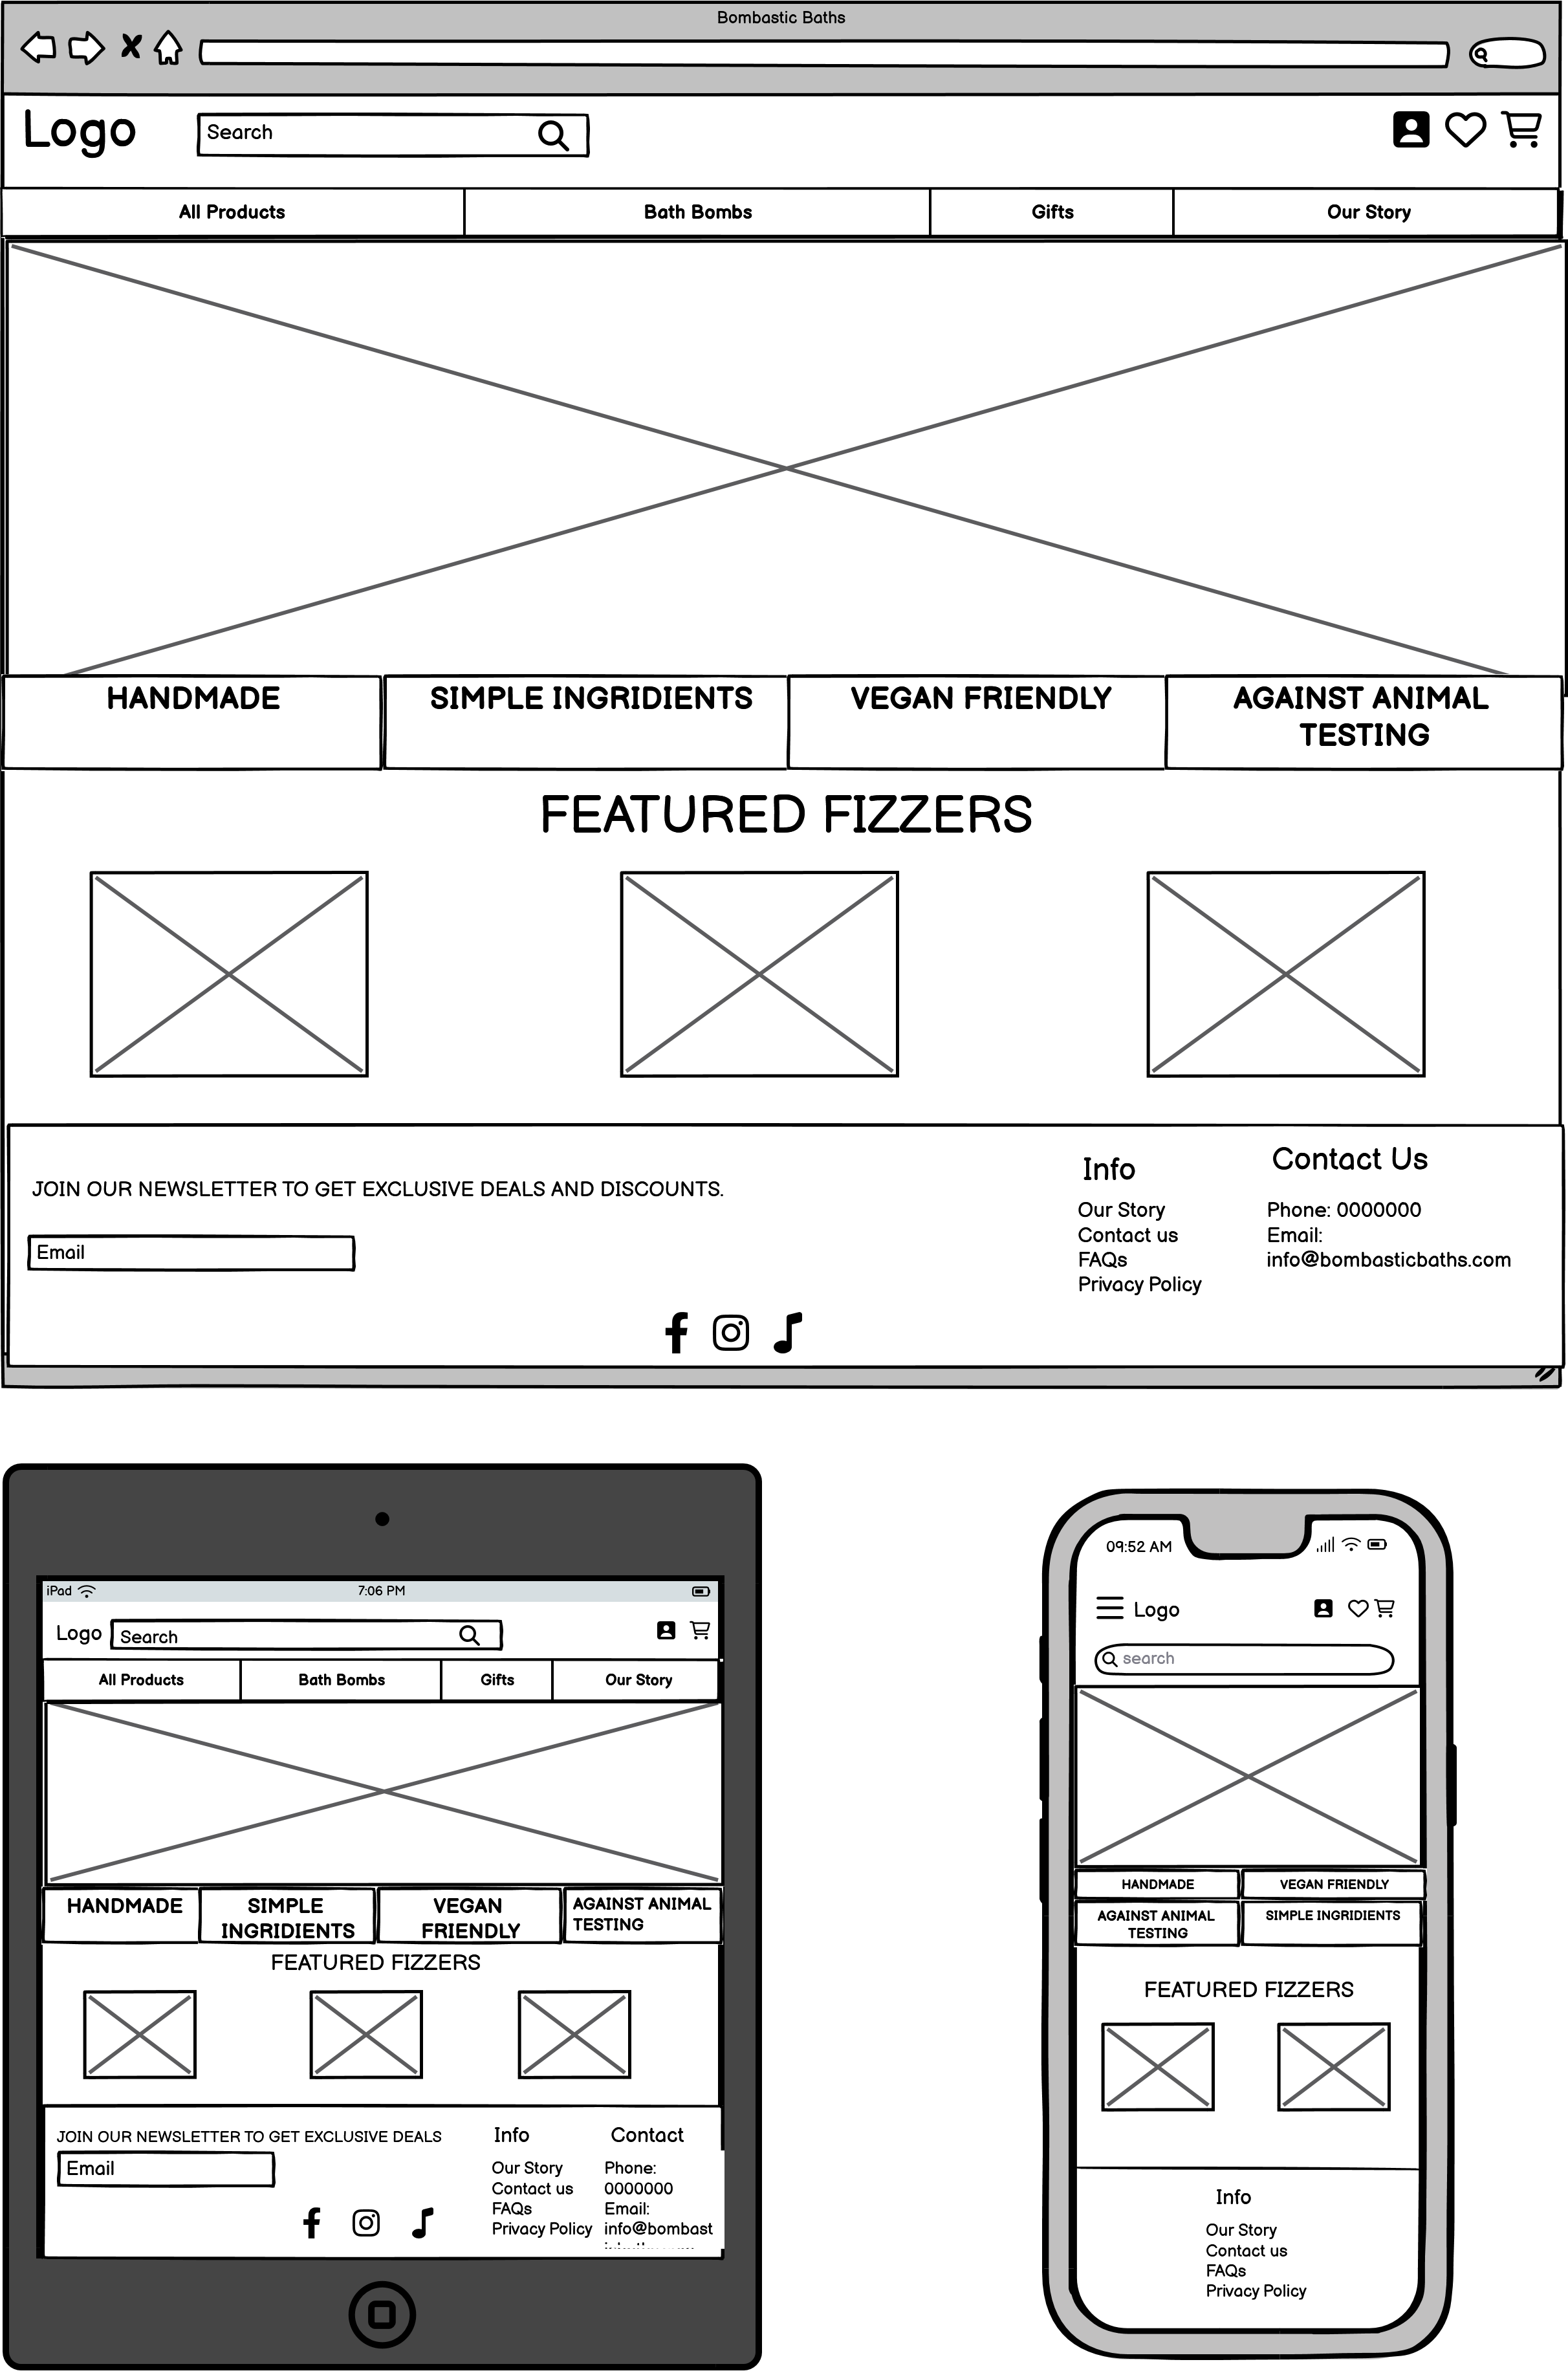 Bombastic Baths
Logo
Search
All Products
Bath Bombs
Gifts
Our Story
HANDMADE
SIMPLE INGRIDIENTS
VEGAN FRIENDLY
AGAINST ANIMAL
TESTING
FEATURED FIZZERS
JOIN OUR NEWSLETTER TO GET EXCLUSIVE DEALS AND DISCOUNTS.
Email
Info
Our Story
Contact us
FAQs
Privacy Policy
Contact Us
Phone: 0000000
Email:
info@bombasticbaths.com
iPad
7:06 PM
Logo
Search
All Products
Bath Bombs
Gifts
Our Story
HANDMADE
SIMPLE
INGRIDIENTS
VEGAN
FRIENDLY
AGAINST ANIMAL
TESTING
FEATURED FIZZERS
JOIN OUR NEWSLETTER TO GET EXCLUSIVE DEALS
Email
Info
Our Story
Contact us
FAQs
Privacy Policy
Contact
Phone:
0000000
Email:
info@bombast
09:52 AM
Logo
search
HANDMADE
VEGAN FRIENDLY
AGAINST ANIMAL
TESTING
SIMPLE INGRIDIENTS
FEATURED FIZZERS
Info
Our Story
Contact us
FAQs
Privacy Policy